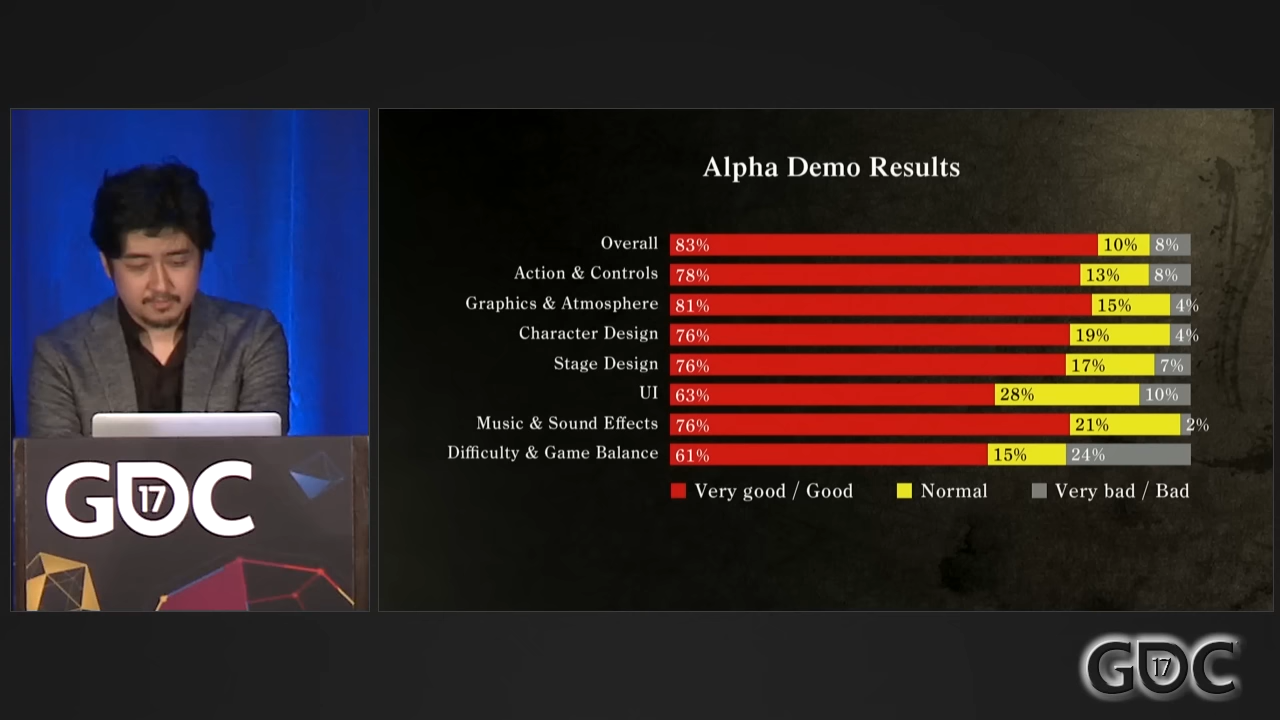 Alpha Demo Results
Overall 83% 10% 8%
Action & Controls 78% 13% 8%
Graphics & Atmosphere 81% 15% 4%
Character Design 76% 19% 4%
Stage Design 76% 17% 7%
UI 63% 28% 10%
Music & Sound Effects 76% 21% 2%
Difficulty & Game Balance 61% 15% 24%
Very good / Good Normal Very bad / Bad
GDC 17
GDC 17